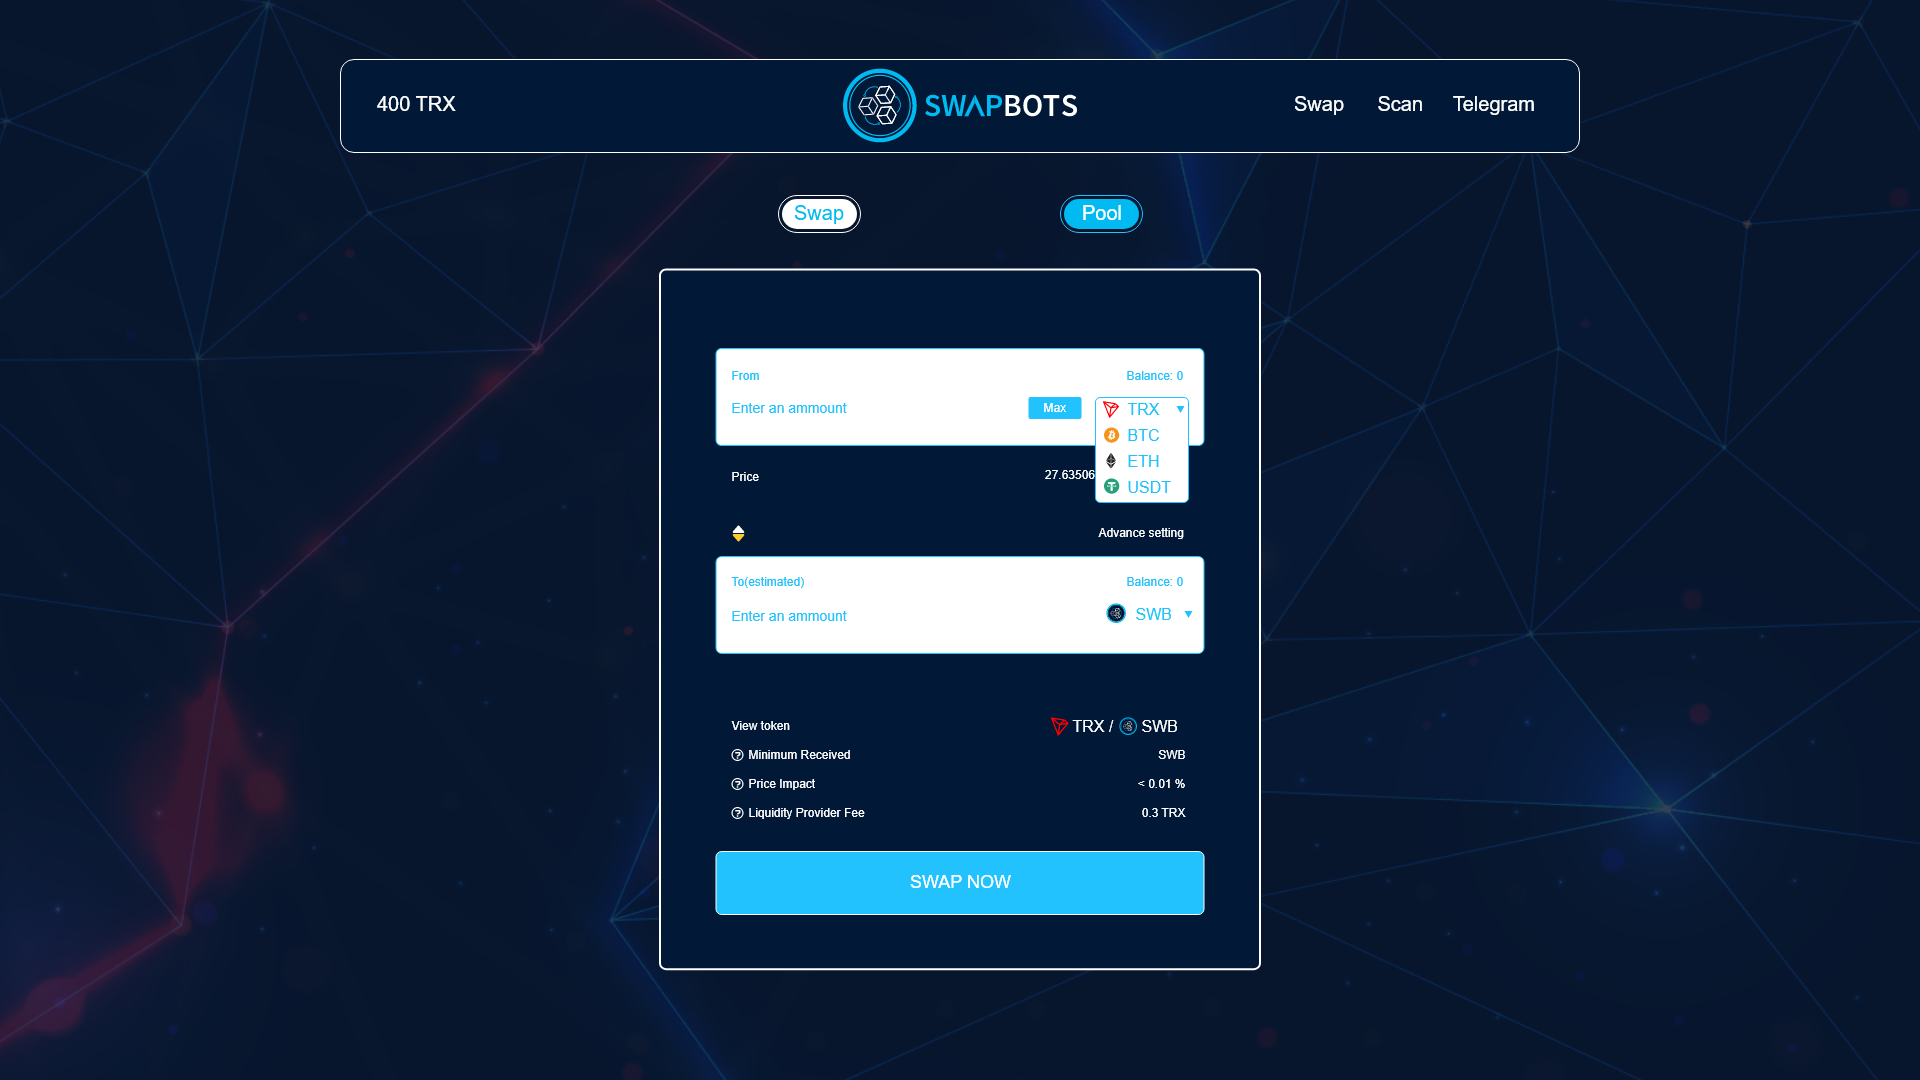 400 TRX
SWAPBOTS
Swap Scan Telegram
Swap
Pool
From
Balance: 0
Enter an ammount
Max
TRX
BTC
ETH
USDT
Price
27.63506
Advance setting
To(estimated)
Balance: 0
Enter an ammount
SWB
View token
TRX / SWB
Minimum Received
SWB
Price Impact
< 0.01 %
Liquidity Provider Fee
0.3 TRX
SWAP NOW